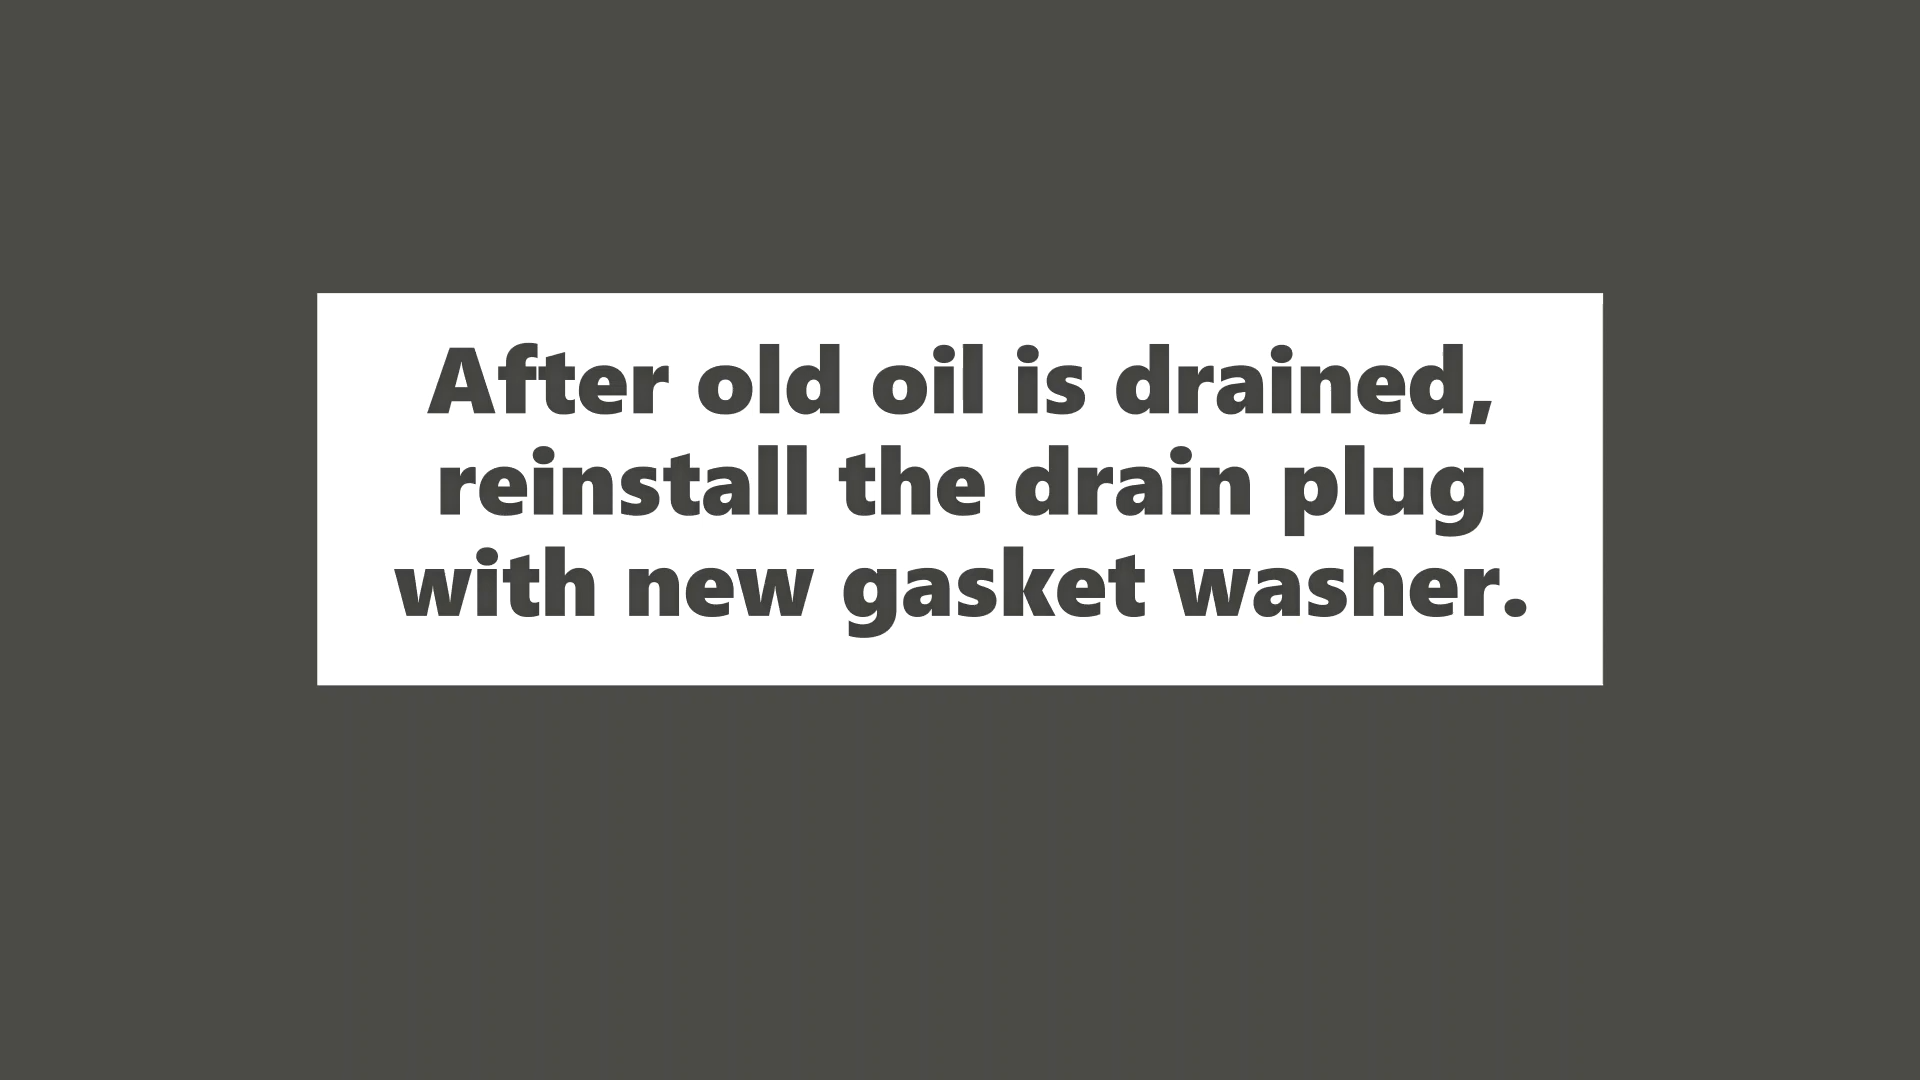 After old oil is drained,
reinstall the drain plug
with new gasket washer.